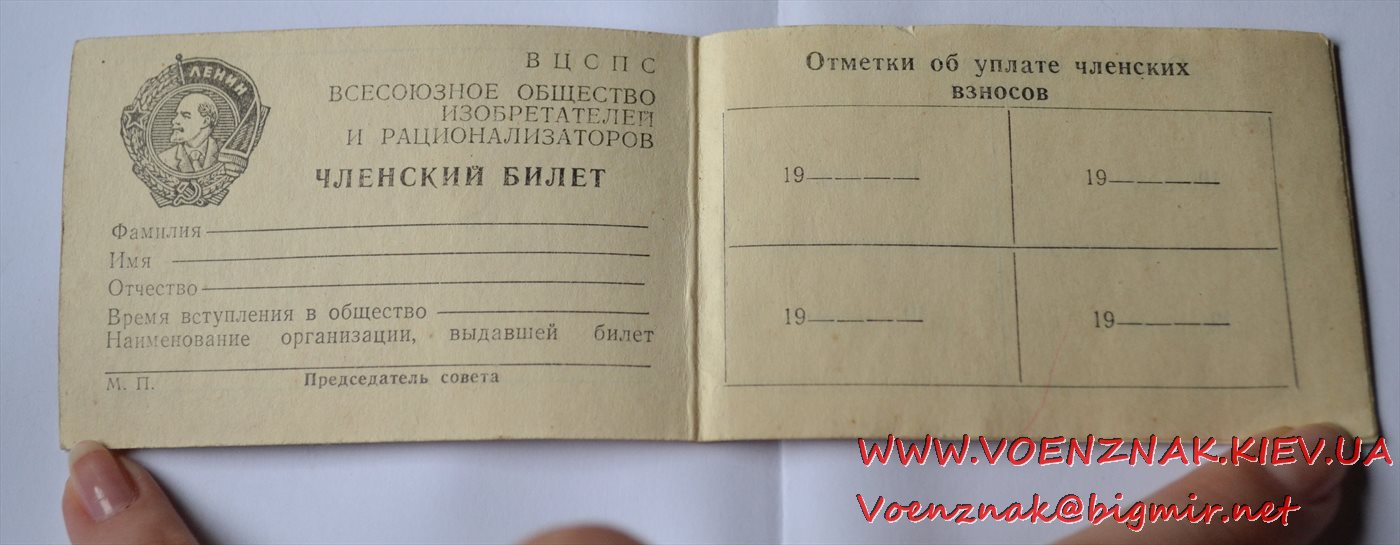 ЛЕНИН
ВЦСПС
ВСЕСОЮЗНОЕ ОБЩЕСТВО
ИЗОБРЕТАТЕЛЕЙ
И РАЦИОНАЛИЗАТОРОВ
ЧЛЕНСКИЙ БИЛЕТ
Фамилия
Имя
Отчество
Время вступления в общество
Наименование организации, выдавшей билет
М. П. Председатель совета
Отметки об уплате членских
взносов
19 19
19 19
WWW.VOENZNAK.KIEV.UA
Voenznak@bigmir.net